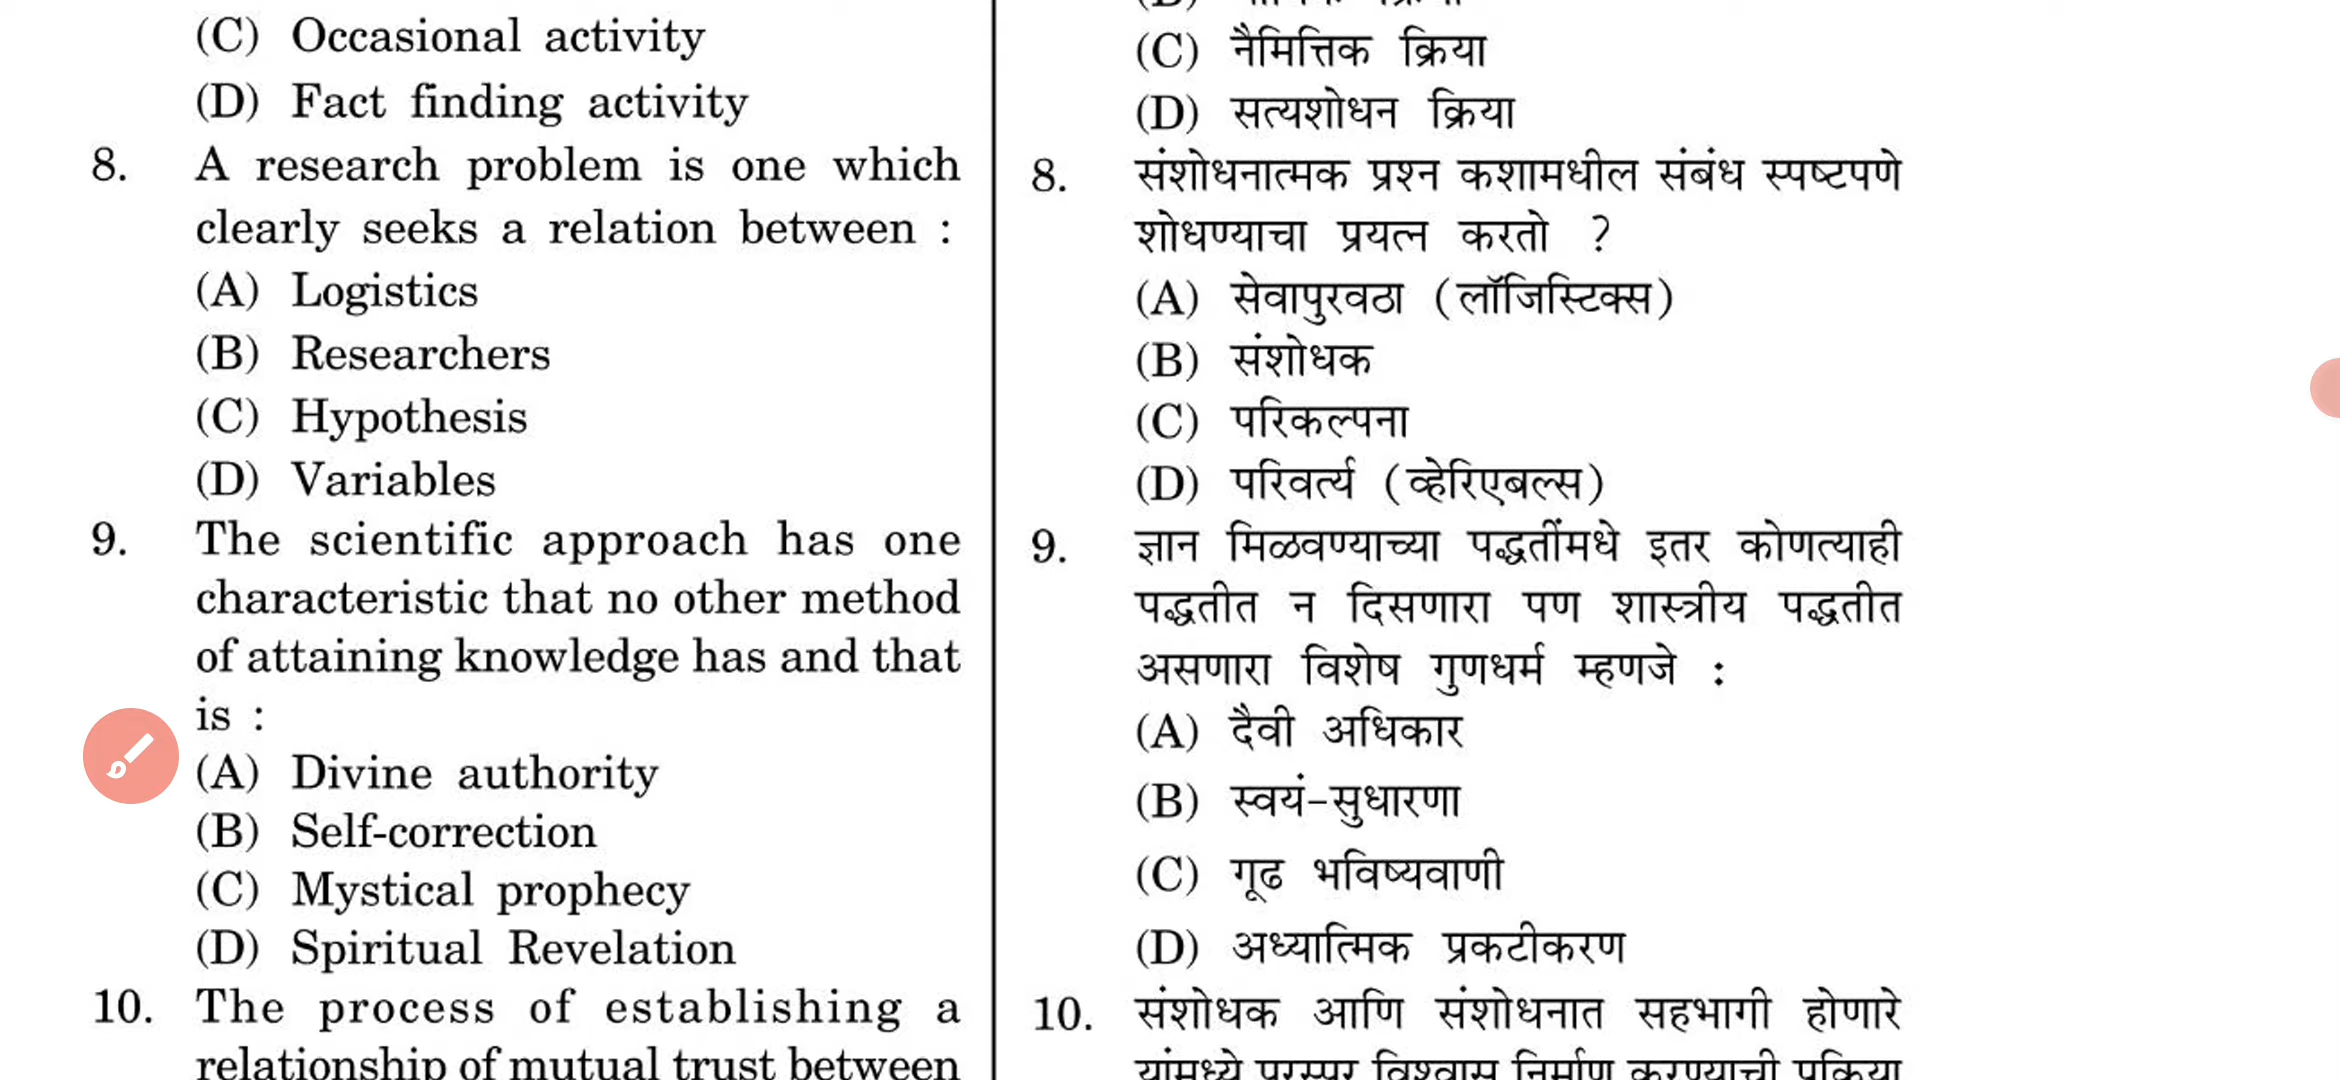 (C) Occasional activity
(D) Fact finding activity
8. A research problem is one which
clearly seeks a relation between :
(A) Logistics
(B) Researchers
(C) Hypothesis
(D) Variables
9. The scientific approach has one
characteristic that no other method
of attaining knowledge has and that
is :
(A) Divine authority
(B) Self-correction
(C) Mystical prophecy
(D) Spiritual Revelation
10. The process of establishing a
relationship of mutual trust between
(C) नैमित्तिक क्रिया
(D) सत्यशोधन क्रिया
8. संशोधनात्मक प्रश्न कशामधील संबंध स्पष्टपणे
शोधण्याचा प्रयत्न करतो ?
(A) सेवापुरवठा (लॉजिस्टिक्स)
(B) संशोधक
(C) परिकल्पना
(D) परिवर्त्य (व्हेरिएबल्स)
9. ज्ञान मिळवण्याच्या पद्धतींमधे इतर कोणत्याही
पद्धतीत न दिसणारा पण शास्त्रीय पद्धतीत
असणारा विशेष गुणधर्म म्हणजे :
(A) दैवी अधिकार
(B) स्वयं-सुधारणा
(C) गूढ भविष्यवाणी
(D) अध्यात्मिक प्रकटीकरण
10. संशोधक आणि संशोधनात सहभागी होणारे
यांमध्ये परस्पर विश्वास निर्माण करण्याची प्रक्रिया